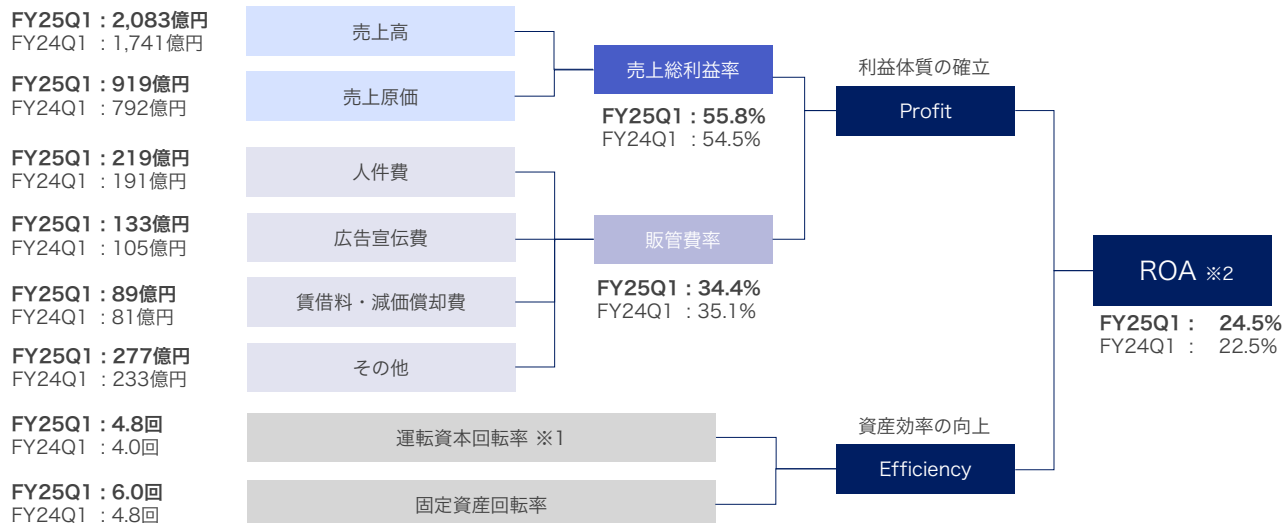 FY25Q1：2,083億円
FY24Q1 ：1,741億円
売上高
FY25Q1：919億円
FY24Q1 ：792億円
売上原価
売上総利益率
FY25Q1：55.8%
FY24Q1 ：54.5%
利益体質の確立
Profit
FY25Q1：219億円
FY24Q1 ：191億円
人件費
FY25Q1：133億円
FY24Q1 ：105億円
広告宣伝費
FY25Q1：89億円
FY24Q1 ：81億円
賃借料・減価償却費
FY25Q1：277億円
FY24Q1 ：233億円
その他
販管費率
FY25Q1：34.4%
FY24Q1 ：35.1%
ROA ※2
FY25Q1： 24.5%
FY24Q1 ： 22.5%
FY25Q1：4.8回
FY24Q1 ：4.0回
運転資本回転率 ※1
FY25Q1：6.0回
FY24Q1 ：4.8回
固定資産回転率
資産効率の向上
Efficiency